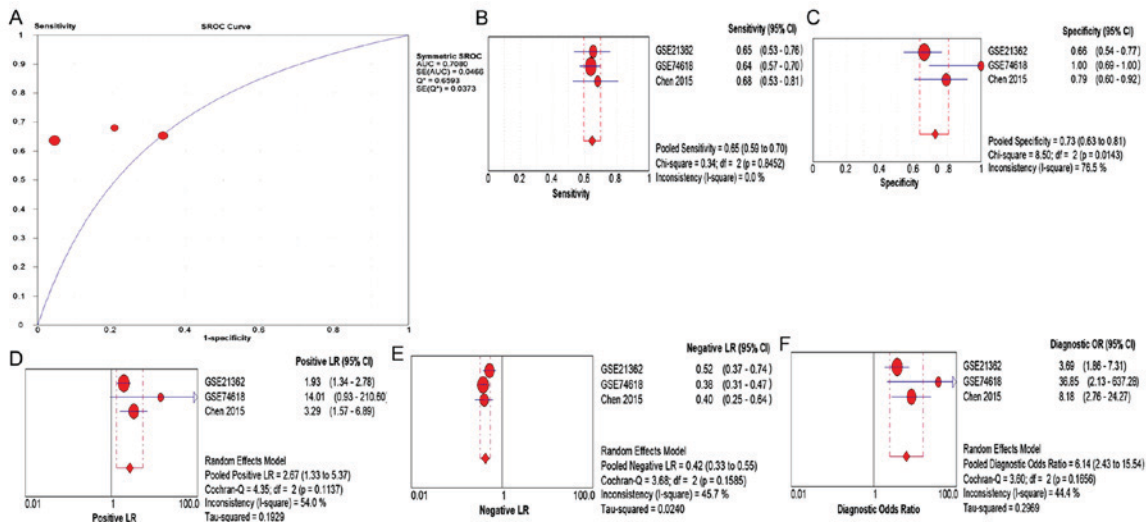 A
Sensitivity
SROC Curve
1
0.9
0.8
0.7
0.6
0.5
0.4
0.3
0.2
0.1
0
0
0.2
0.4
0.6
0.8
1
1-specificity
Symmetric SROC
AUC = 0.7080
SE(AUC) = 0.0466
Q* = 0.6593
SE(Q*) = 0.0373
B
Sensitivity (95% CI)
GSE21362 0.65 (0.53 - 0.76)
GSE74618 0.64 (0.57 - 0.70)
Chen 2015 0.68 (0.53 - 0.81)
Pooled Sensitivity = 0.65 (0.59 to 0.70)
Chi-square = 0.34; df = 2 (p = 0.8452)
Inconsistency (I-square) = 0.0 %
0 0.2 0.4 0.6 0.8 1
Sensitivity
C
Specificity (95% CI)
GSE21362 0.66 (0.54 - 0.77)
GSE74618 1.00 (0.69 - 1.00)
Chen 2015 0.79 (0.60 - 0.92)
Pooled Specificity = 0.73 (0.63 to 0.81)
Chi-square = 8.50; df = 2 (p = 0.0143)
Inconsistency (I-square) = 76.5 %
0 0.2 0.4 0.6 0.8 1
Specificity
D
Positive LR (95% CI)
GSE21362 1.93 (1.34 - 2.78)
GSE74618 14.01 (0.93 - 210.60)
Chen 2015 3.29 (1.57 - 6.89)
Random Effects Model
Pooled Positive LR = 2.67 (1.33 to 5.37)
Cochran-Q = 4.35; df = 2 (p = 0.1137)
Inconsistency (I-square) = 54.0 %
Tau-squared = 0.1929
0.01 1 100.0
Positive LR
E
Negative LR (95% CI)
GSE21362 0.52 (0.37 - 0.74)
GSE74618 0.38 (0.31 - 0.47)
Chen 2015 0.40 (0.25 - 0.64)
Random Effects Model
Pooled Negative LR = 0.42 (0.33 to 0.55)
Cochran-Q = 3.68; df = 2 (p = 0.1585)
Inconsistency (I-square) = 45.7 %
Tau-squared = 0.0240
0.01 1 100.0
Negative LR
F
Diagnostic OR (95% CI)
GSE21362 3.69 (1.86 - 7.31)
GSE74618 36.85 (2.13 - 637.28)
Chen 2015 8.18 (2.76 - 24.27)
Random Effects Model
Pooled Diagnostic Odds Ratio = 6.14 (2.43 to 15.54)
Cochran-Q = 3.60; df = 2 (p = 0.1656)
Inconsistency (I-square) = 44.4 %
Tau-squared = 0.2969
0.01 1 100.0
Diagnostic Odds Ratio